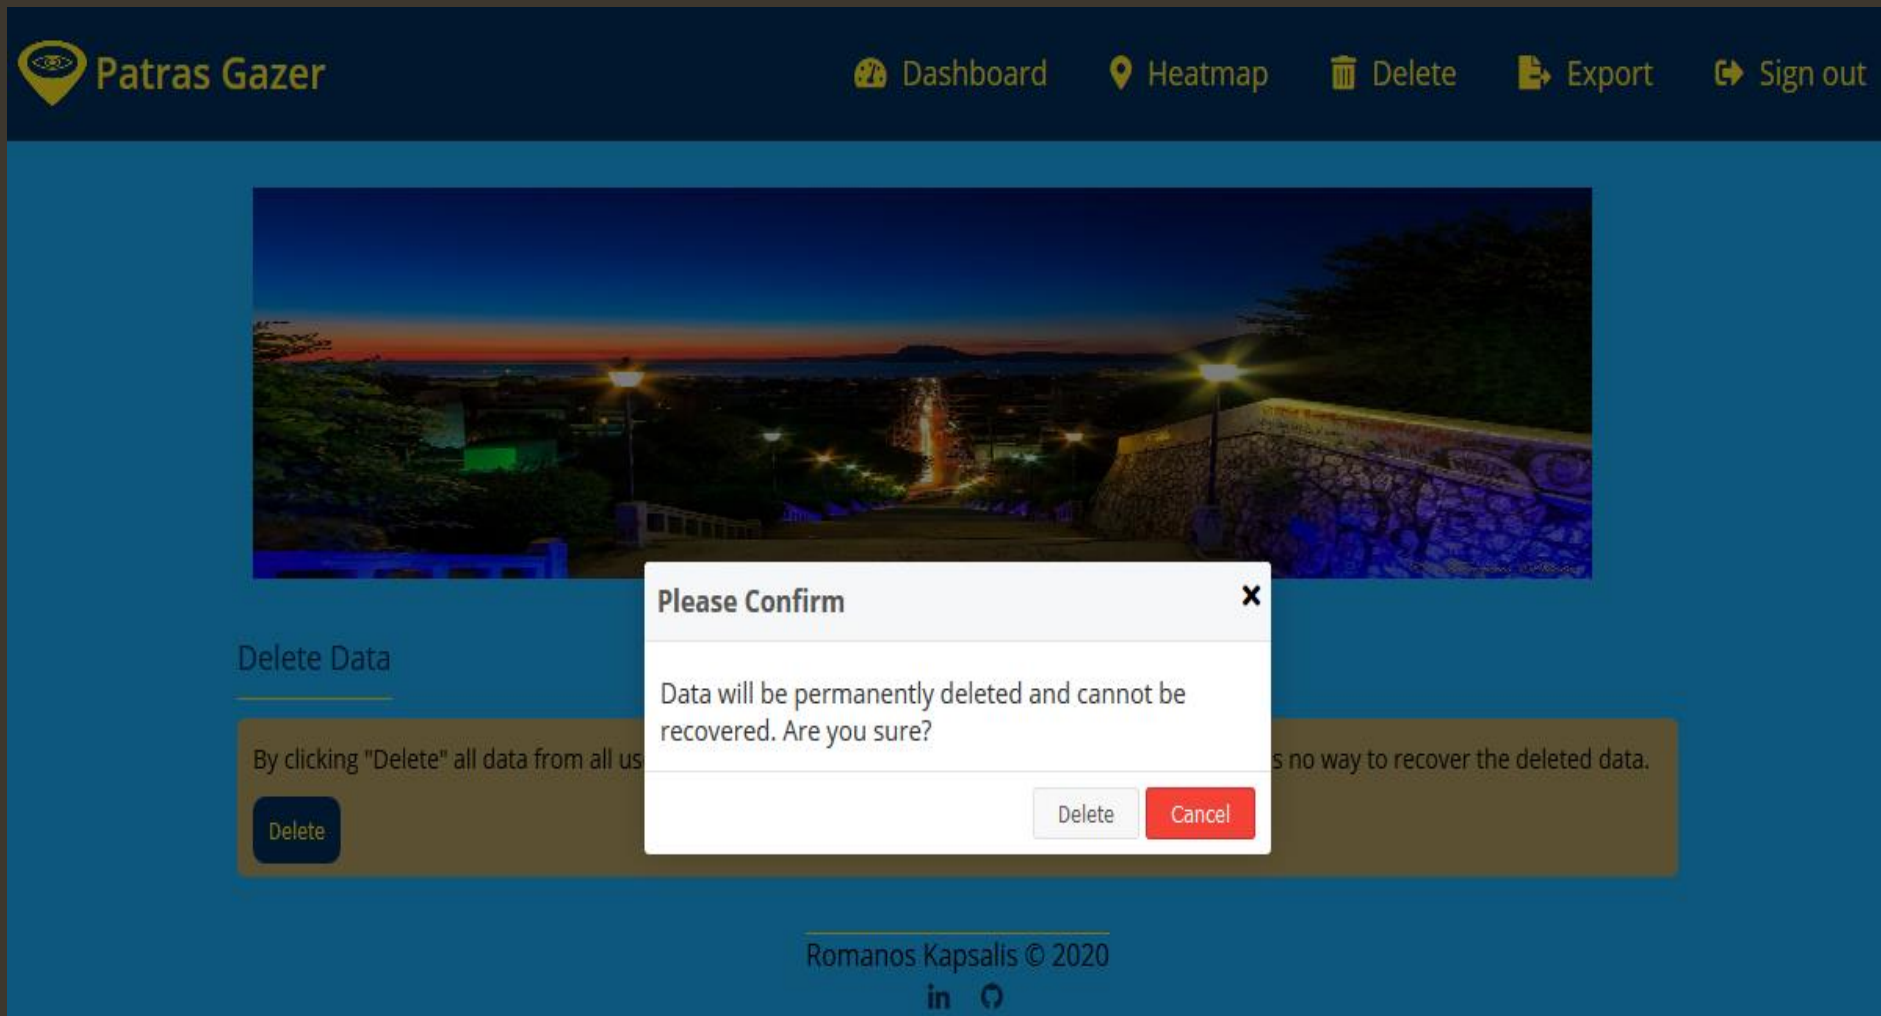 Patras Gazer
Dashboard
Heatmap
Delete
Export
Sign out
Please Confirm
Data will be permanently deleted and cannot be
recovered. Are you sure?
Delete
Cancel
Delete Data
By clicking "Delete" all data from all
s no way to recover the deleted data.
Delete
Romanos Kapsalis © 2020
in